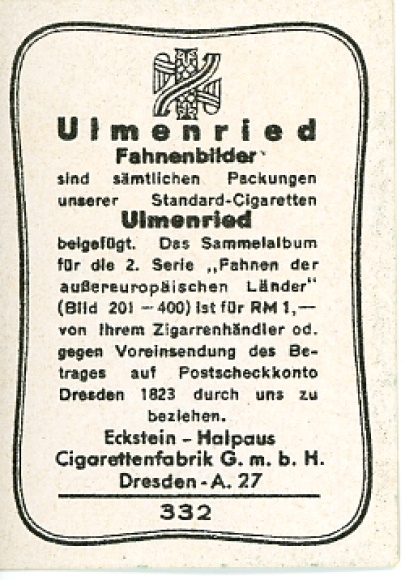 Ulmenried
Fahnenbilder
sind sämtlichen Packungen
unserer Standard-Cigaretten
Ulmenried
beigefügt. Das Sammelalbum
für die 2. Serie „Fahnen der
außereuropäischen Länder"
(Bild 201 – 400) ist für RM 1,—
von Ihrem Zigarrenhändler od.
gegen Voreinsendung des Be-
trages auf Postscheckkonto
Dresden 1823 durch uns zu
beziehen.
Eckstein - Halpaus
Cigarettenfabrik G. m. b. H.
Dresden - A. 27
332